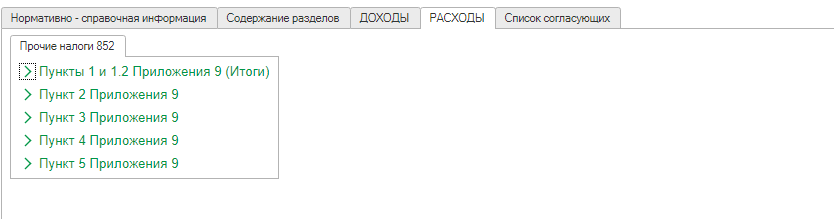 Нормативно - справочная информация Содержание разделов ДОХОДЫ РАСХОДЫ Список согласующих
Прочие налоги 852
Пункты 1 и 1.2 Приложения 9 (Итоги)
Пункт 2 Приложения 9
Пункт 3 Приложения 9
Пункт 4 Приложения 9
Пункт 5 Приложения 9